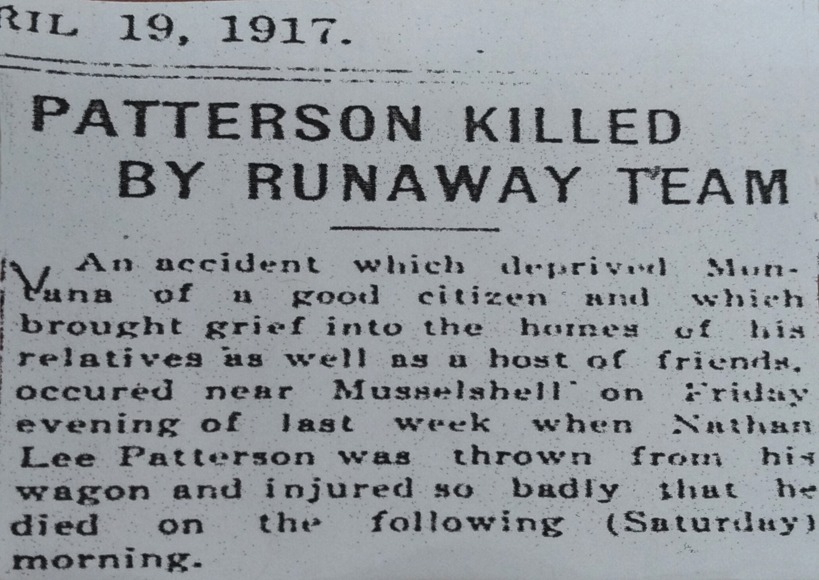 RIL 19, 1917.
PATTERSON KILLED
BY RUNAWAY TEAM
An accident which deprived Mon-
tana of a good citizen and which
brought grief into the homes of his
relatives as well as a host of friends,
occured near Musselshell on Friday
evening of last week when Nathan
Lee Patterson was thrown from his
wagon and injured so badly that he
died on the following (Saturday)
morning.